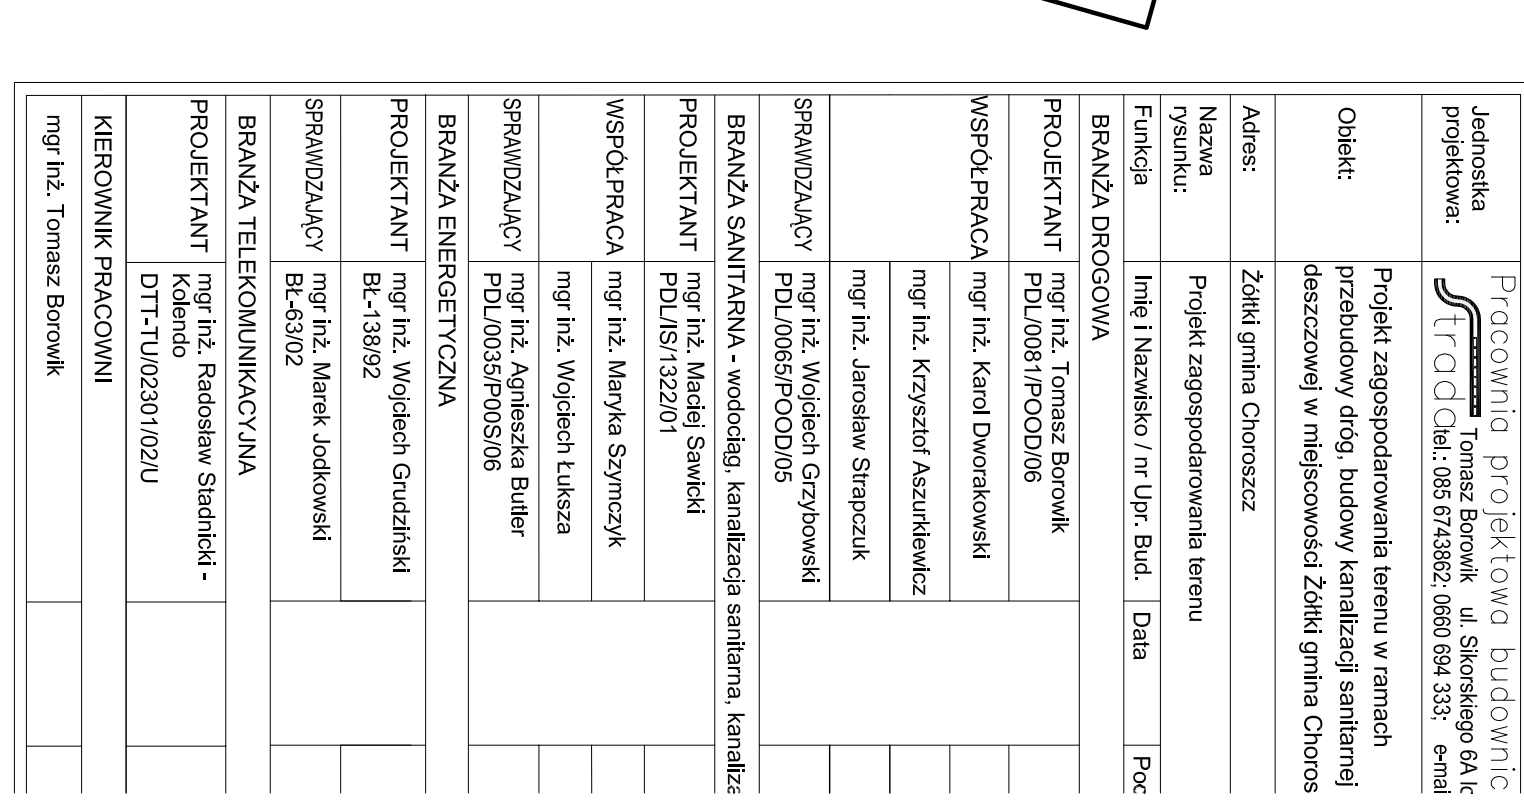 Jednostka
projektowa:
Pracownia projektowa budownic
Strada
Tomasz Borowik ul. Sikorskiego 6A
tel.: 085 6743862; 0660 694 333; e-mai
Obiekt:
Projekt zagospodarowania terenu w ramach
przebudowy dróg, budowy kanalizacji sanitarnej
deszczowej w miejscowości Żółtki gmina Choros
Adres:
Żółtki gmina Choroszcz
Nazwa
rysunku:
Projekt zagospodarowania terenu
Funkcja
Imię i Nazwisko / nr Upr. Bud.
Data
BRANŻA DROGOWA
PROJEKTANT
mgr inż. Tomasz Borowik
PDL/0081/POOD/06
WSPÓŁPRACA
mgr inż. Karol Dworakowski
mgr inż. Krzysztof Aszurkiewicz
mgr inż. Jarosław Strapczuk
SPRAWDZAJĄCY
mgr inż. Wojciech Grzybowski
PDL/0065/POOD/05
BRANŻA SANITARNA - wodociąg, kanalizacja sanitarna, kanaliza
PROJEKTANT
mgr inż. Maciej Sawicki
PDL/IS/1322/01
WSPÓŁPRACA
mgr inż. Maryka Szymczyk
mgr inż. Wojciech Łuksza
SPRAWDZAJĄCY
mgr inż. Agnieszka Butler
PDL/0035/P00S/06
BRANŻA ENERGETYCZNA
PROJEKTANT
mgr inż. Wojciech Grudziński
BŁ-138/92
SPRAWDZAJĄCY
mgr inż. Marek Jodkowski
BŁ-63/02
BRANŻA TELEKOMUNIKACYJNA
PROJEKTANT
mgr inż. Radosław Stadnicki -
Kolendo
DTT-TU/02301/02/U
KIEROWNIK PRACOWNI
mgr inż. Tomasz Borowik